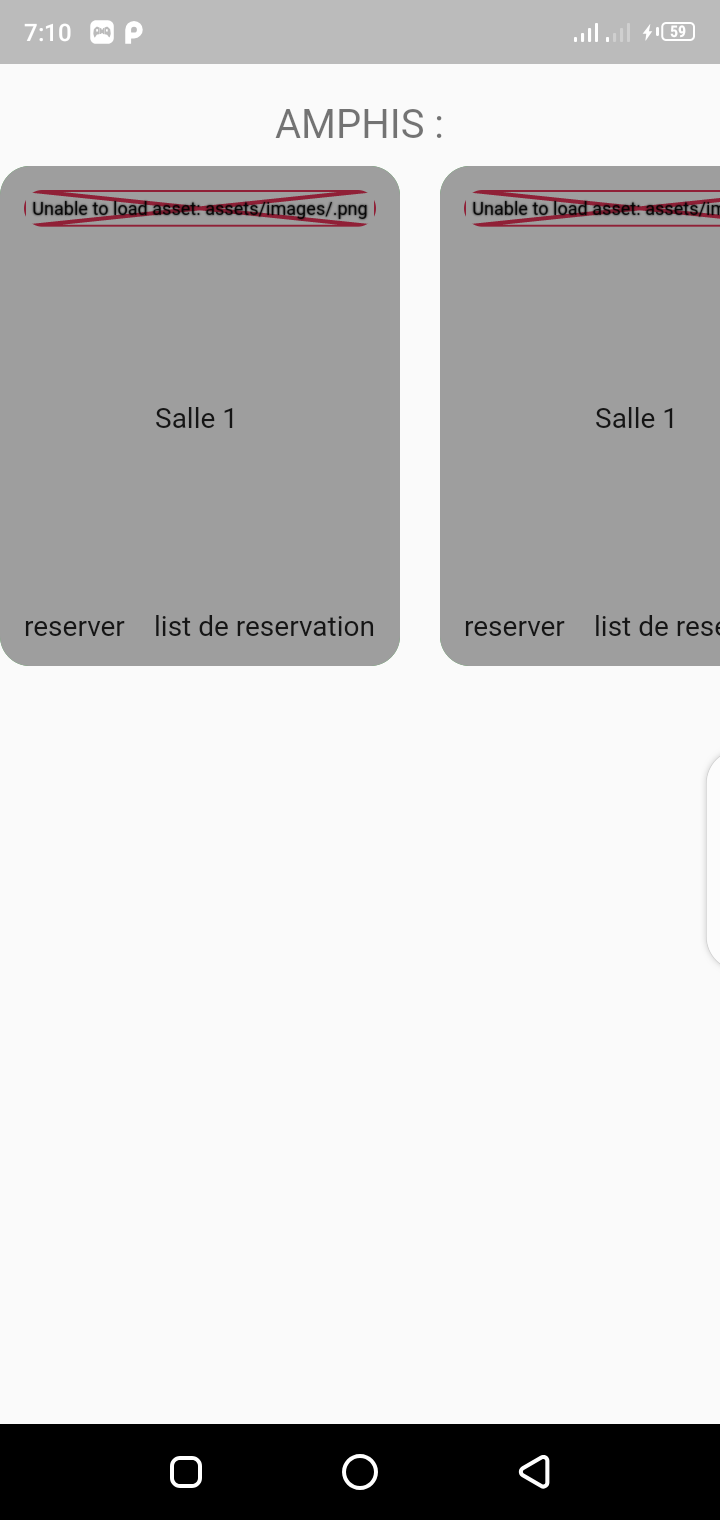 7:10 59
AMPHIS :
Unable to load asset: assets/images/.png Unable to load asset: assets/im
Salle 1 Salle 1
reserver list de reservation reserver list de rese